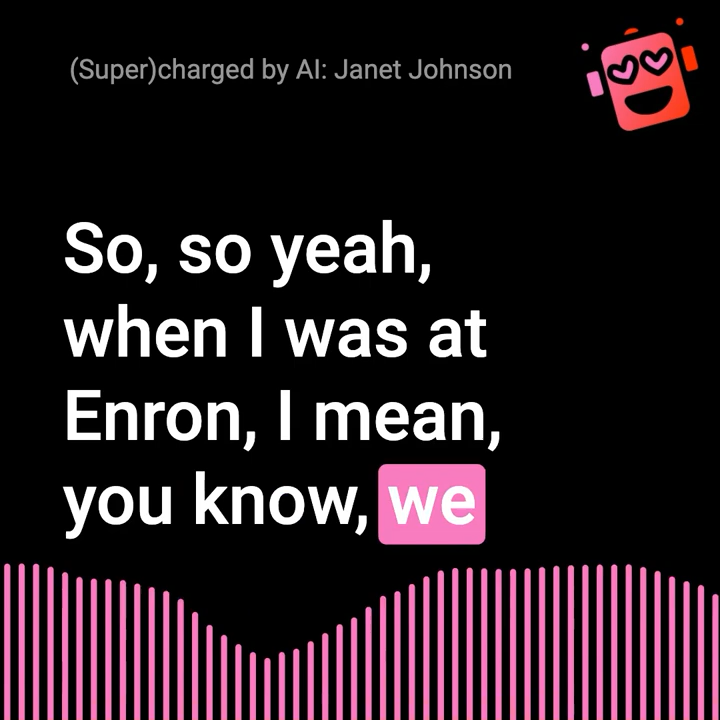 (Super)charged by AI: Janet Johnson
So, so yeah,
when I was at
Enron, I mean,
you know, we